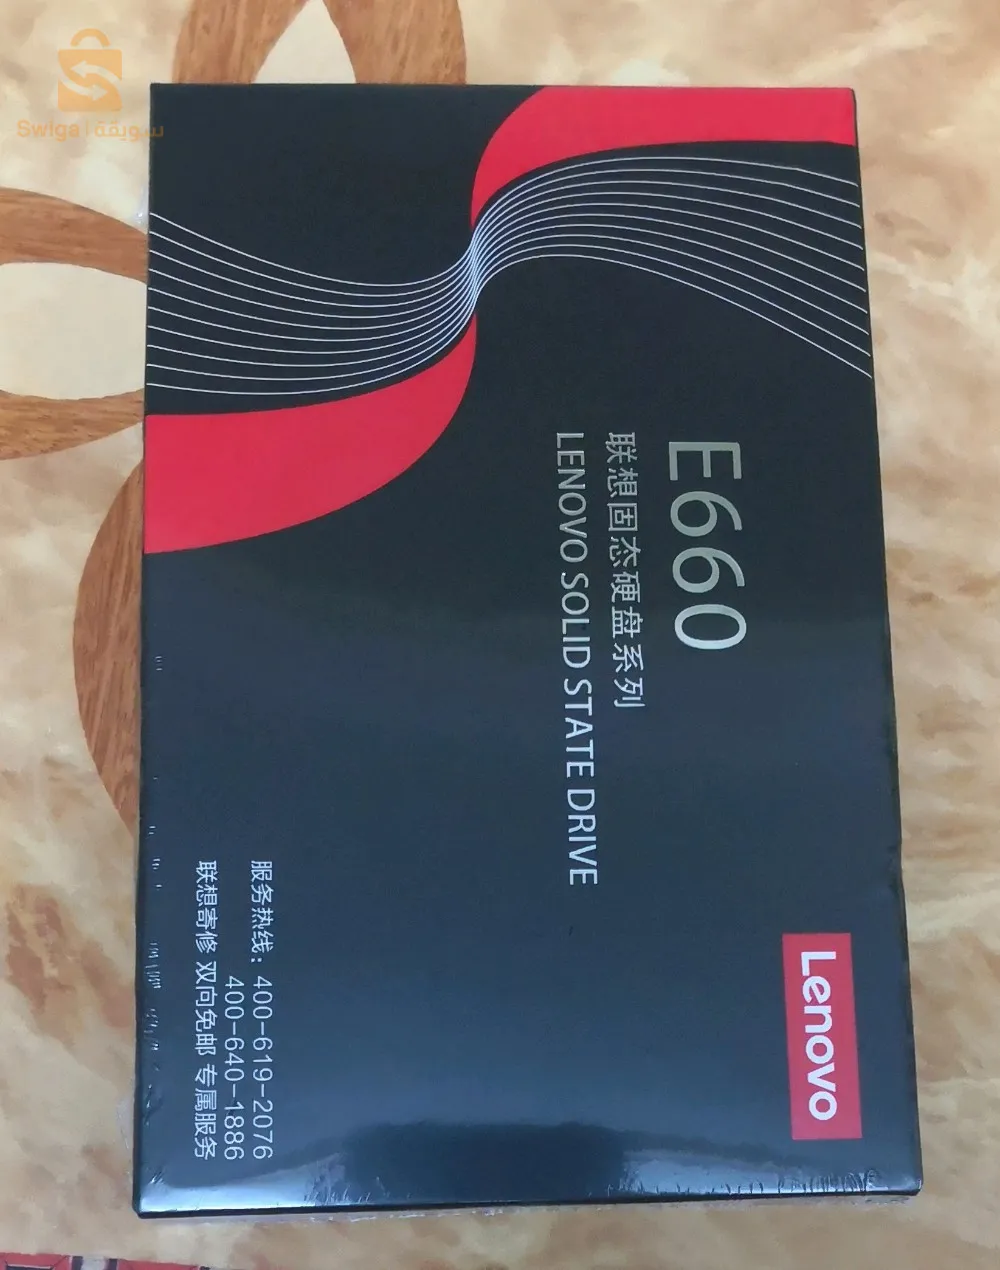 Swiga | سويقة
Lenovo
E660
联想固态硬盘系列
LENOVO SOLID STATE DRIVE
服务热线：400-619-2076
400-640-1886
联想寄修 双向免邮 专属服务